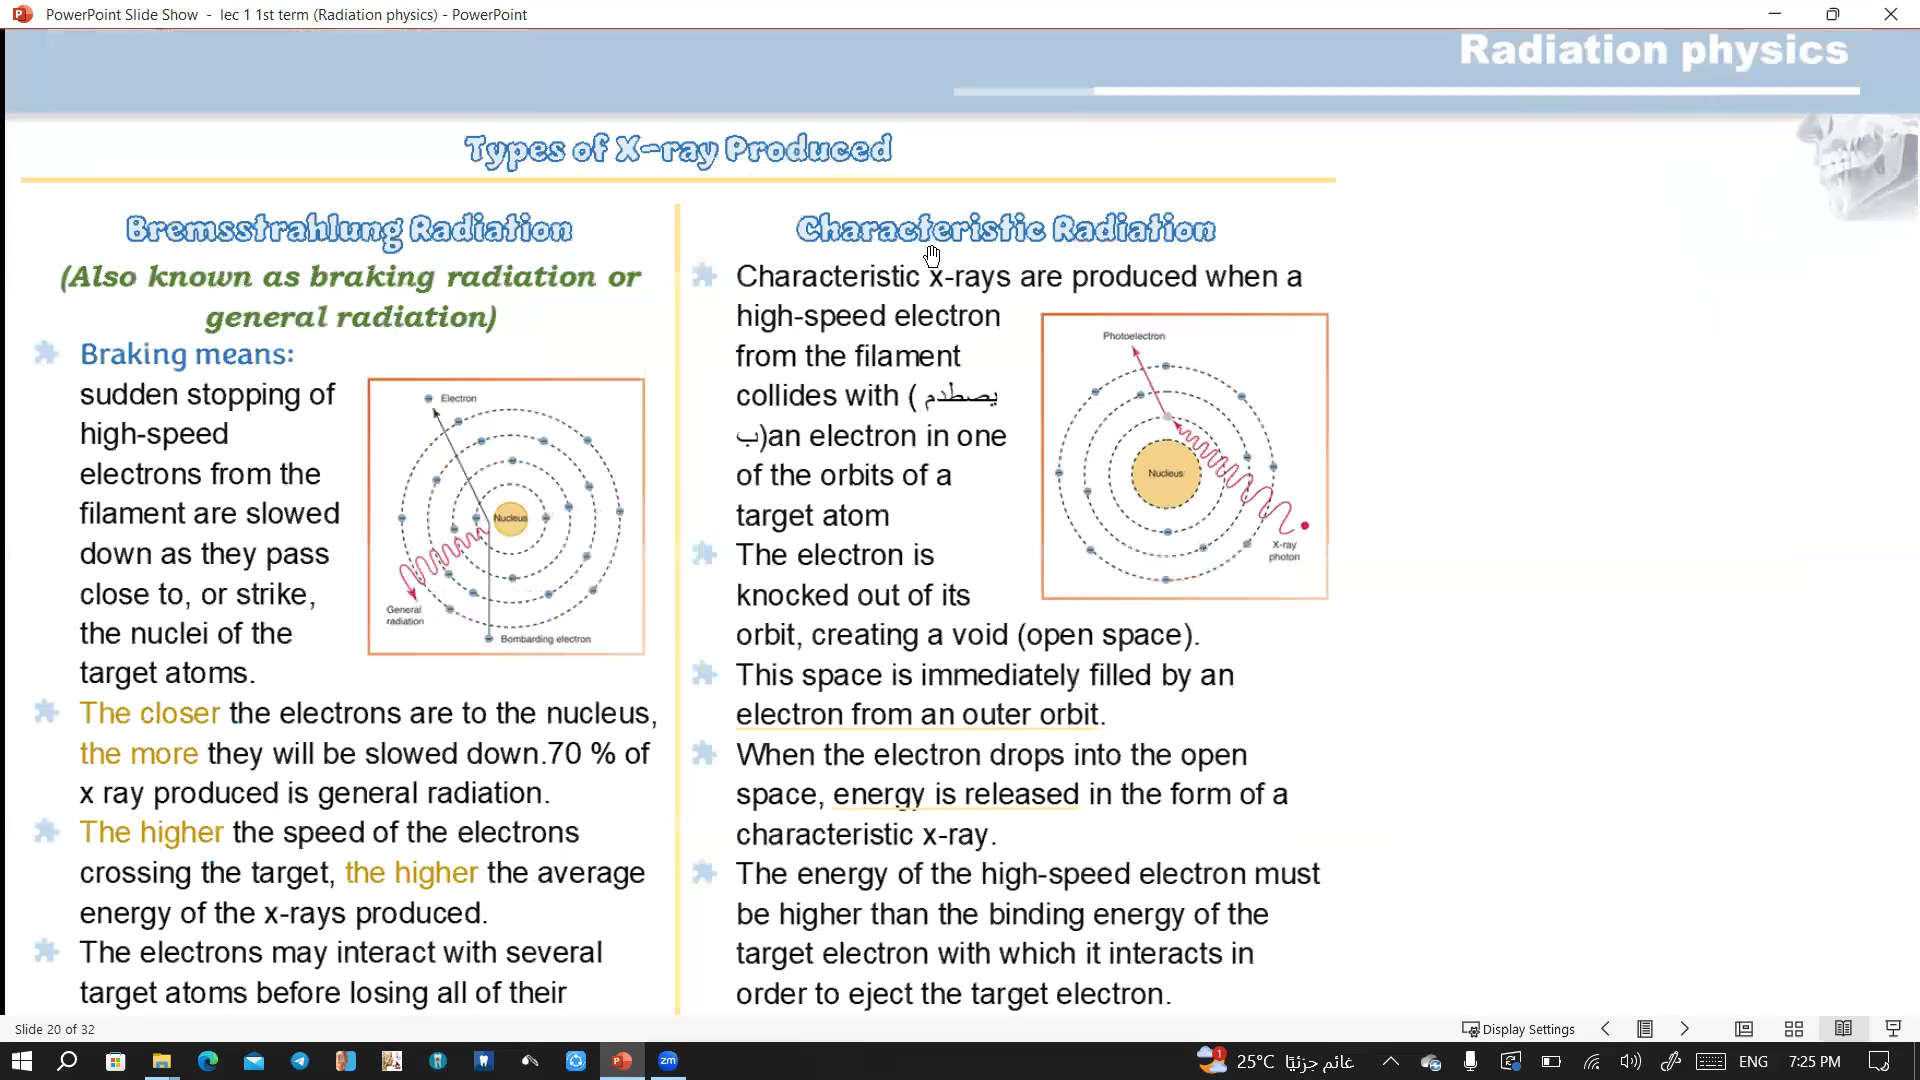 PowerPoint Slide Show - lec 1 1st term (Radiation physics) - PowerPoint
Radiation physics
Types of X-ray Produced
Bremsstrahlung Radiation
(Also known as braking radiation or
general radiation)
Braking means:
sudden stopping of
high-speed
electrons from the
filament are slowed
down as they pass
close to, or strike,
the nuclei of the
target atoms.
Electron
Nucleus
General
radiation
Bombarding electron
The closer the electrons are to the nucleus,
the more they will be slowed down.70 % of
x ray produced is general radiation.
The higher the speed of the electrons
crossing the target, the higher the average
energy of the x-rays produced.
The electrons may interact with several
target atoms before losing all of their
Characteristic Radiation
Characteristic x-rays are produced when a
high-speed electron
from the filament
collides with ( يصطدم
ب)an electron in one
of the orbits of a
target atom
Photoelectron
Nucleus
X-ray
photon
The electron is
knocked out of its
orbit, creating a void (open space).
This space is immediately filled by an
electron from an outer orbit.
When the electron drops into the open
space, energy is released in the form of a
characteristic x-ray.
The energy of the high-speed electron must
be higher than the binding energy of the
target electron with which it interacts in
order to eject the target electron.
Slide 20 of 32
Display Settings
zm
1
25°C غائم جزئيًا
ENG
7:25 PM